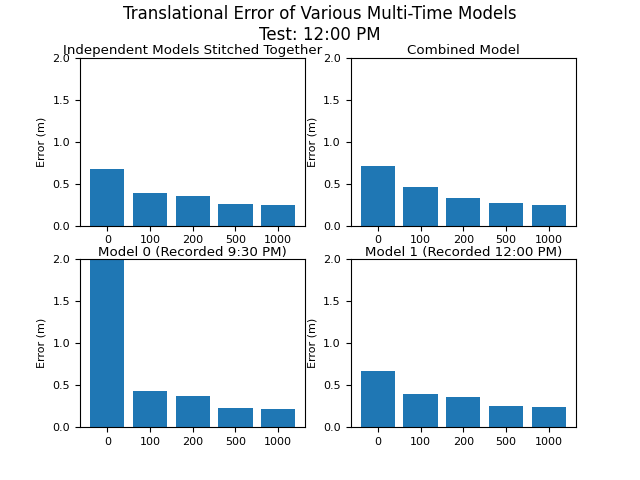 Translational Error of Various Multi-Time Models
Test: 12:00 PM
Independent Models Stitched Together
2.0
1.5
1.0
0.5
0.0
Error (m)
0 100 200 500 1000
Combined Model
2.0
1.5
1.0
0.5
0.0
Error (m)
0 100 200 500 1000
Model 0 (Recorded 9:30 PM)
2.0
1.5
1.0
0.5
0.0
Error (m)
0 100 200 500 1000
Model 1 (Recorded 12:00 PM)
2.0
1.5
1.0
0.5
0.0
Error (m)
0 100 200 500 1000